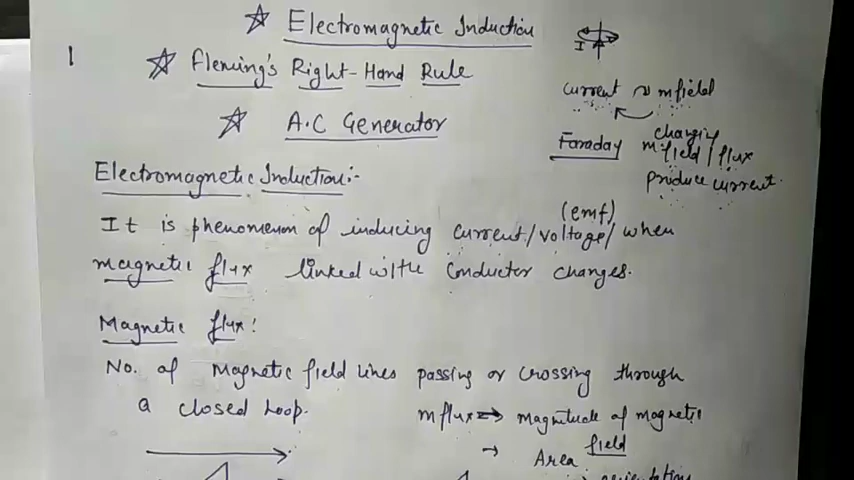 Electromagnetic Induction
1
Fleming's Right-Hand Rule
A.C Generator
I
current ~ mfield
Faraday
changing
m field / flux
produce current.
Electromagnetic Induction:-
(emf)
It is phenomenon of inducing current/voltage/when
magnetic flux linked with conductor changes.
Magnetic flux:
No. of Magnetic field lines passing or crossing through
a closed loop.
m flux → magnitude of magnetic
field
→ Area
orientation